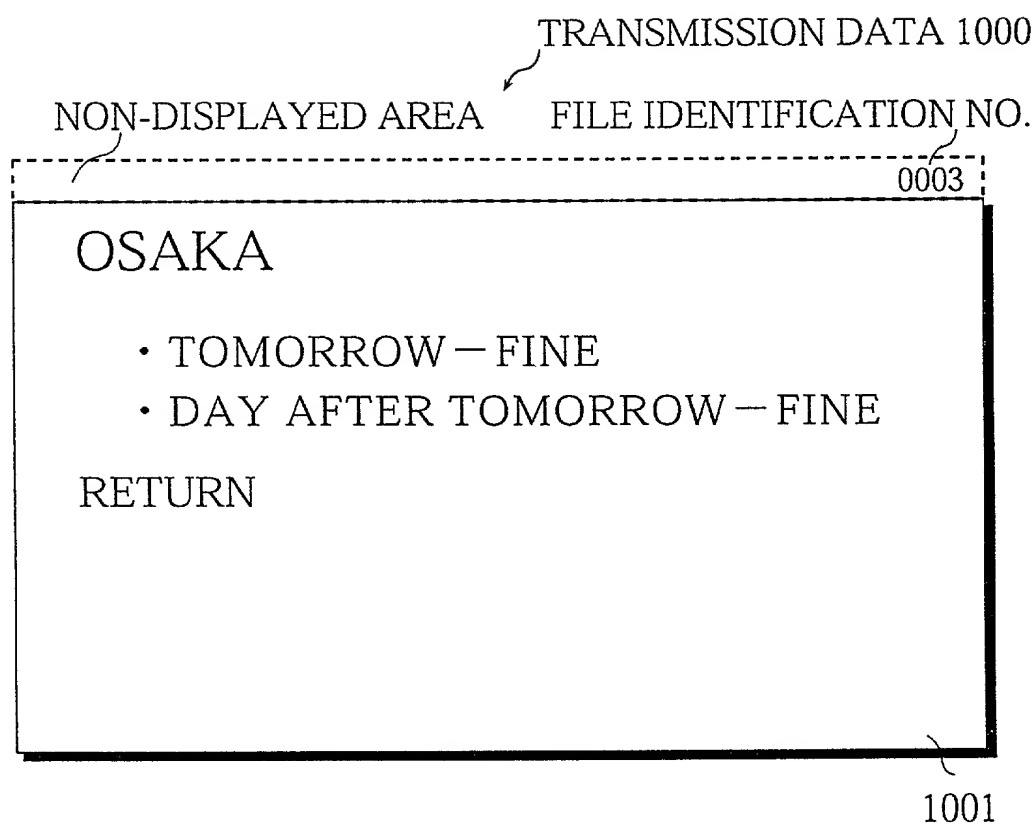 TRANSMISSION DATA 1000
NON-DISPLAYED AREA FILE IDENTIFICATION NO.
0003
OSAKA
・TOMORROW－FINE
・DAY AFTER TOMORROW－FINE
RETURN
1001